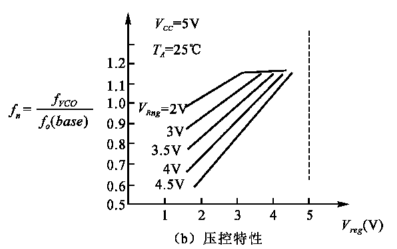 V_CC=5V
T_A=25℃
f_n = f_VCO / f_o(base)
1.2
1.1
1.0
0.9
0.8
0.7
0.6
0.5
V_Rng=2V
3V
3.5V
4V
4.5V
1 2 3 4 5 V_reg(V)
(b) 压控特性